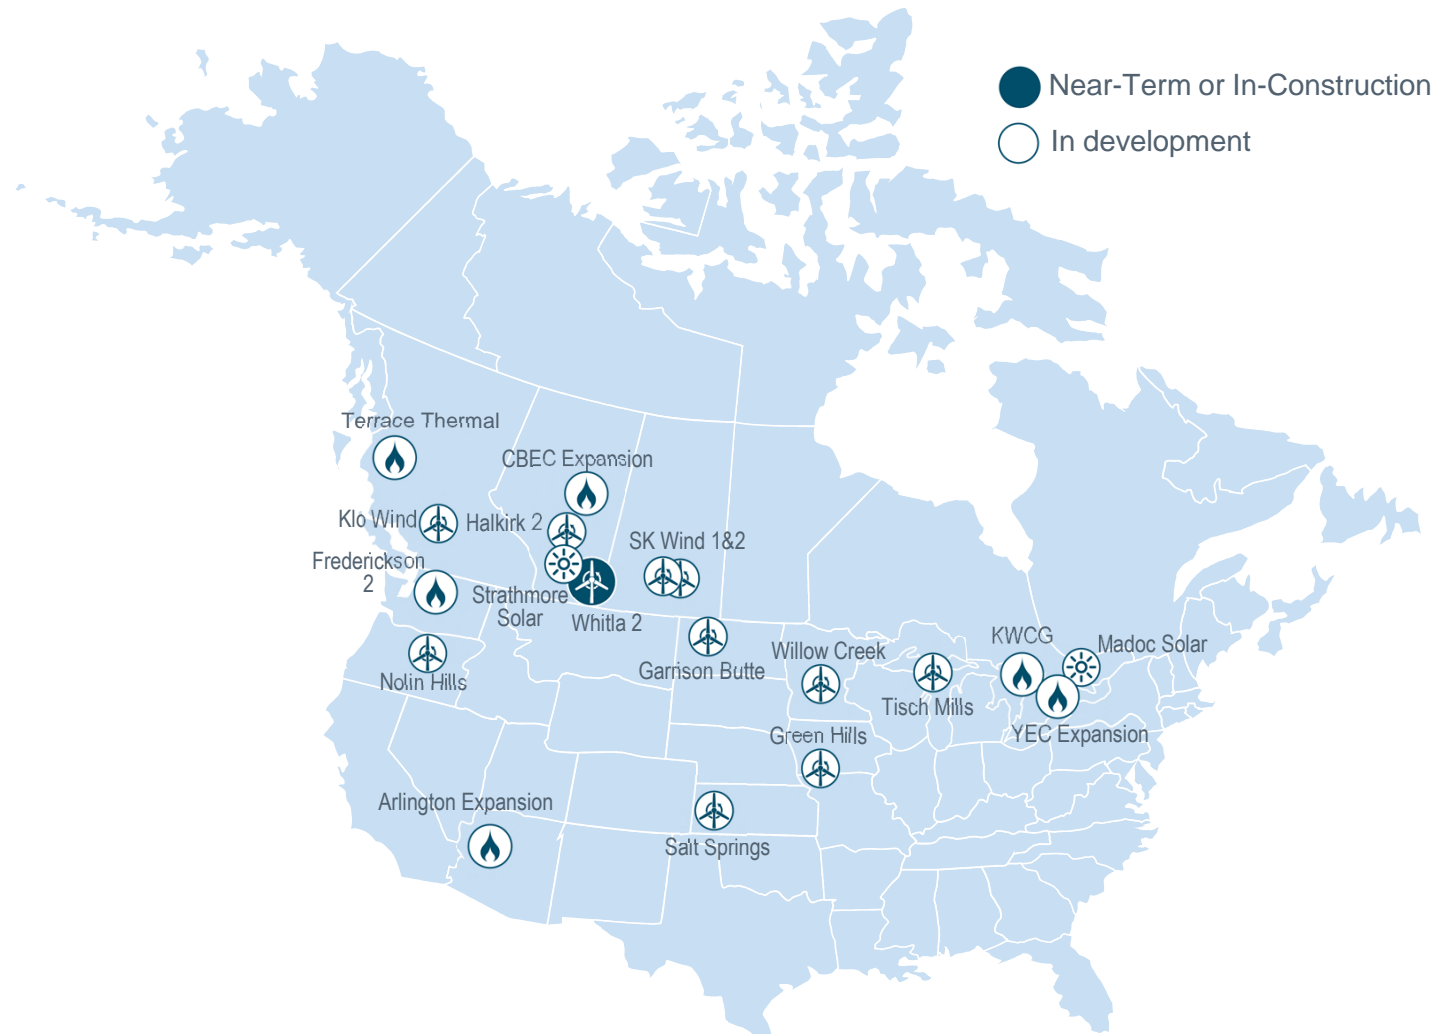 Near-Term or In-Construction
In development
Terrace Thermal
CBEC Expansion
Klo Wind
Halkirk 2
SK Wind 1&2
Frederickson
2
Strathmore
Solar
Whitla 2
Nolin Hills
Garrison Butte
Willow Creek
KWCG
Madoc Solar
Tisch Mills
YEC Expansion
Green Hills
Arlington Expansion
Salt Springs